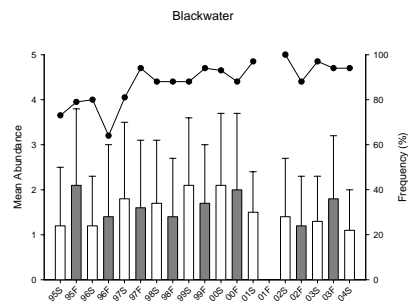 Blackwater
5 100
4 80
3 60
2 40
1 20
0 0
Mean Abundance
Frequency (%)
95S 95F 96S 96F 97S 97F 98S 98F 99S 99F 00S 00F 01S 01F 02S 02F 03S 03F 04S